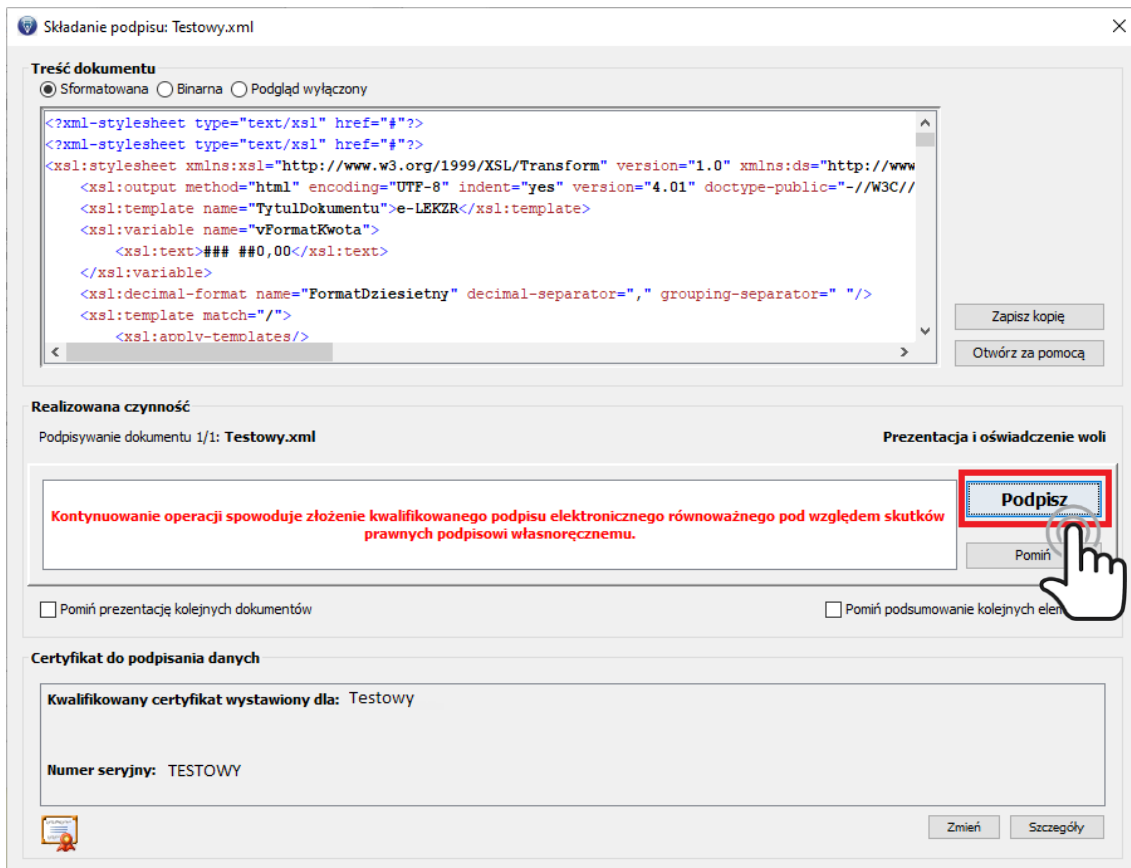 Składanie podpisu: Testowy.xml
Treść dokumentu
Sformatowana Binarna Podgląd wyłączony
<?xml-stylesheet type="text/xsl" href="#"?>
<?xml-stylesheet type="text/xsl" href="#"?>
<xsl:stylesheet xmlns:xsl="http://www.w3.org/1999/XSL/Transform" version="1.0" xmlns:ds="http://www
<xsl:output method="html" encoding="UTF-8" indent="yes" version="4.01" doctype-public="-//W3C//
<xsl:template name="TytulDokumentu">e-LEKZR</xsl:template>
<xsl:variable name="vFormatKwota">
<xsl:text>### ##0,00</xsl:text>
</xsl:variable>
<xsl:decimal-format name="FormatDziesietny" decimal-separator="," grouping-separator=" "/>
<xsl:template match="/">
<xsl:apply-templates/>
Zapisz kopię
Otwórz za pomocą
Realizowana czynność
Podpisywanie dokumentu 1/1: Testowy.xml
Prezentacja i oświadczenie woli
Kontynuowanie operacji spowoduje złożenie kwalifikowanego podpisu elektronicznego równoważnego pod względem skutków
prawnych podpisowi własnoręcznemu.
Podpisz
Pomiń
Pomiń prezentację kolejnych dokumentów
Pomiń podsumowanie kolejnych
Certyfikat do podpisania danych
Kwalifikowany certyfikat wystawiony dla: Testowy
Numer seryjny: TESTOWY
Zmień
Szczegóły